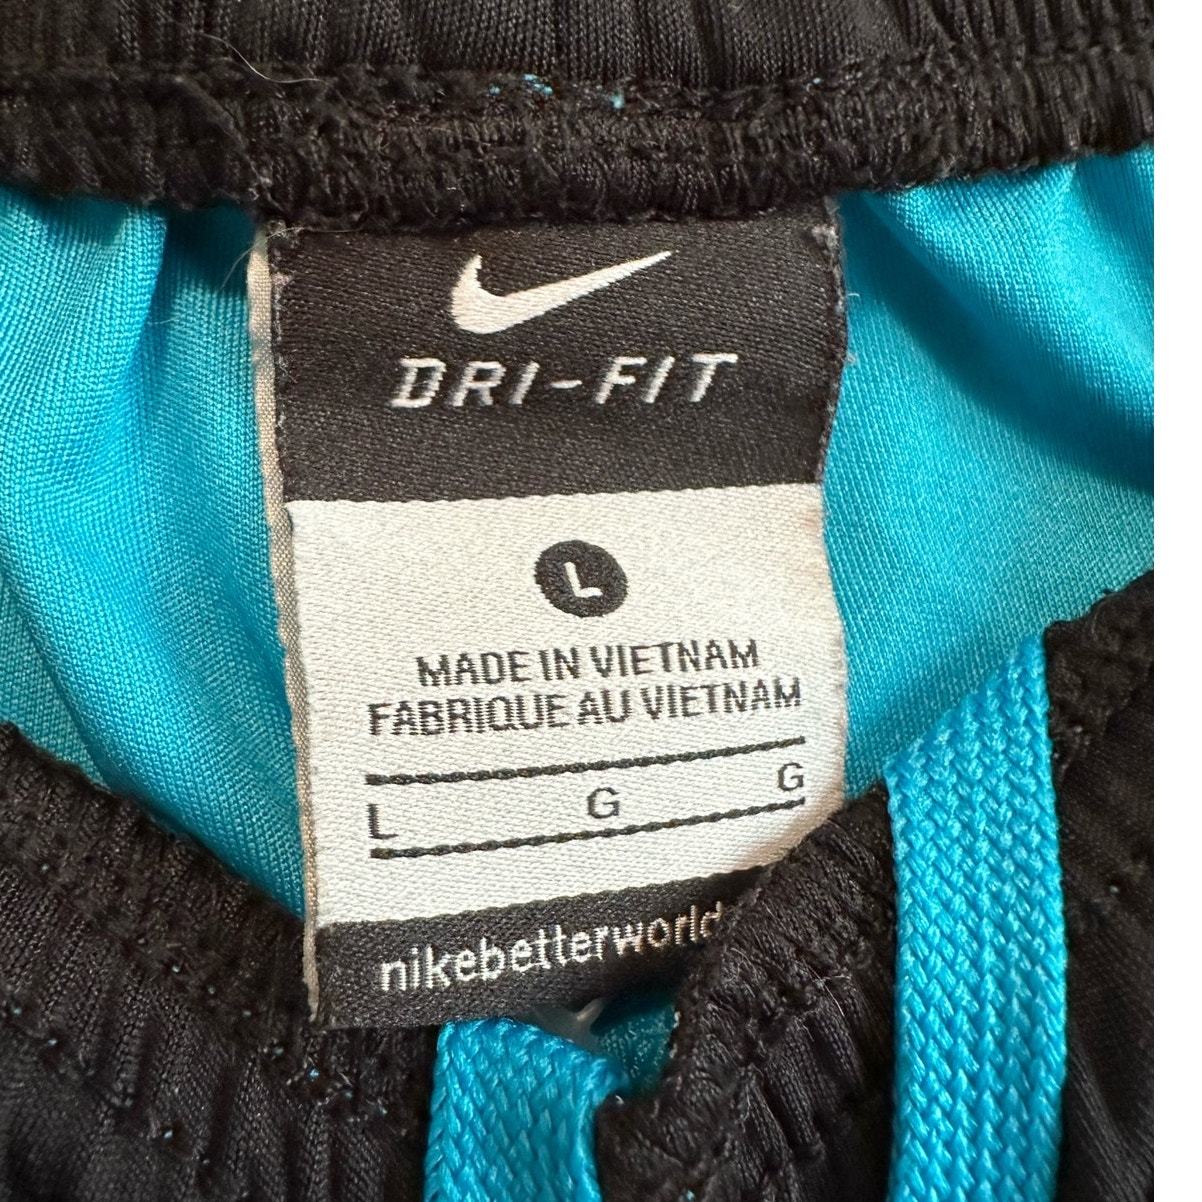 DRI-FIT
L
MADE IN VIETNAM
FABRIQUE AU VIETNAM
L G G
nikebetterworld